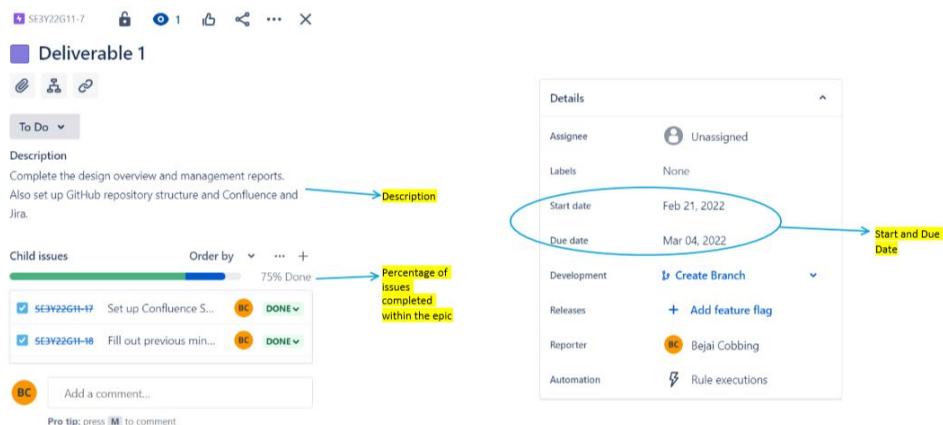 SE3Y22G11-7
1
Deliverable 1
To Do
Description
Complete the design overview and management reports.
Also set up GitHub repository structure and Confluence and
Jira.
Description
Child issues
Order by
75% Done
Percentage of
issues
completed
within the epic
SE3Y22G11-17 Set up Confluence S... BC DONE
SE3Y22G11-18 Fill out previous min... BC DONE
BC Add a comment...
Pro tip: press M to comment
Details
Assignee Unassigned
Labels None
Start date Feb 21, 2022
Due date Mar 04, 2022
Start and Due
Date
Development Create Branch
Releases + Add feature flag
Reporter BC Bejai Cobbing
Automation Rule executions